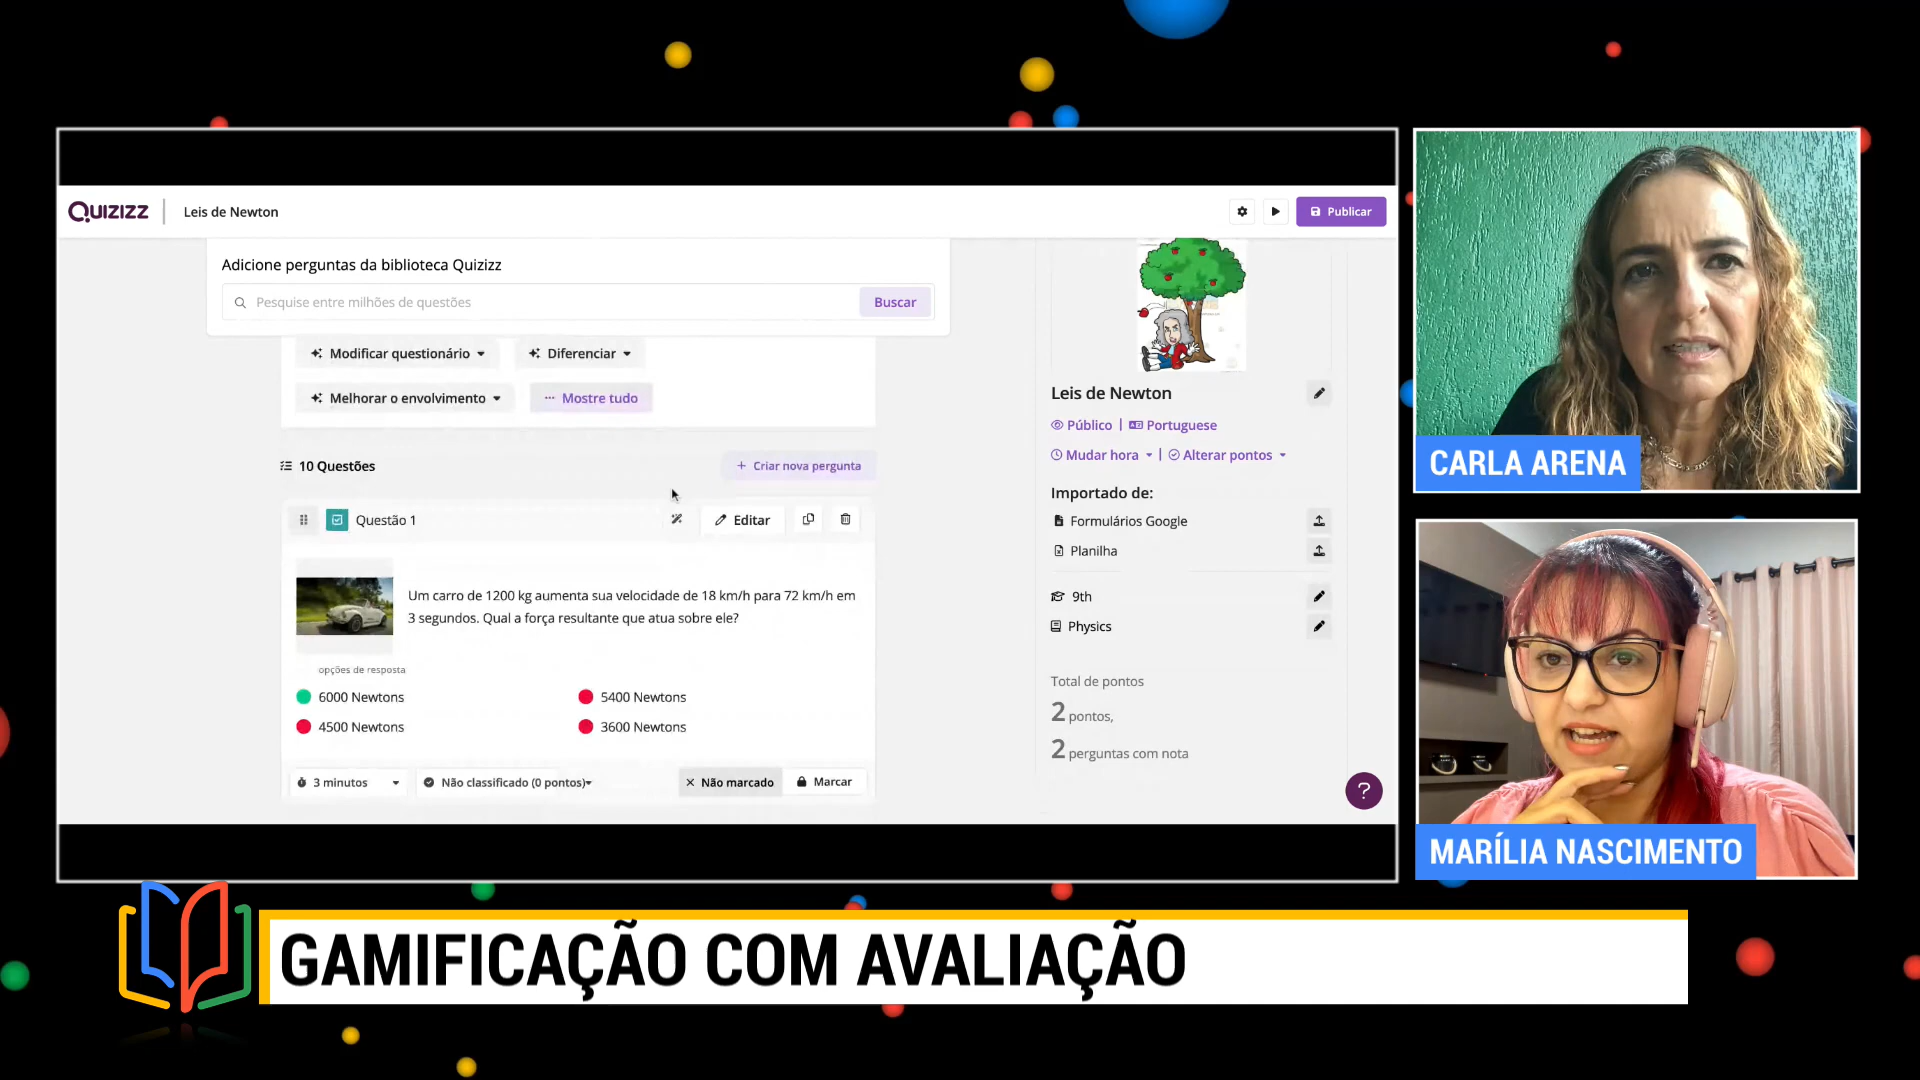 QUIZIZZ
Leis de Newton
Publicar
Adicione perguntas da biblioteca Quizizz
Pesquise entre milhões de questões
Buscar
Modificar questionário
Diferenciar
Melhorar o envolvimento
Mostre tudo
10 Questões
+ Criar nova pergunta
Questão 1
Editar
Um carro de 1200 kg aumenta sua velocidade de 18 km/h para 72 km/h em
3 segundos. Qual a força resultante que atua sobre ele?
opções de resposta
6000 Newtons
5400 Newtons
4500 Newtons
3600 Newtons
3 minutos
Não classificado (0 pontos)
Não marcado
Marcar
Leis de Newton
Público | Portuguese
Mudar hora | Alterar pontos
Importado de:
Formulários Google
Planilha
9th
Physics
Total de pontos
2 pontos,
2 perguntas com nota
?
CARLA ARENA
MARÍLIA NASCIMENTO
GAMIFICAÇÃO COM AVALIAÇÃO